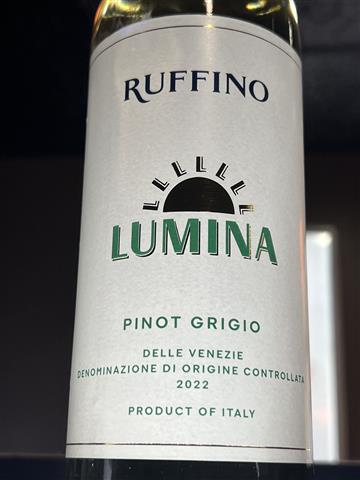 RUFFINO
LUMINA
PINOT GRIGIO
DELLE VENEZIE
DENOMINAZIONE DI ORIGINE CONTROLLATA
2022
PRODUCT OF ITALY